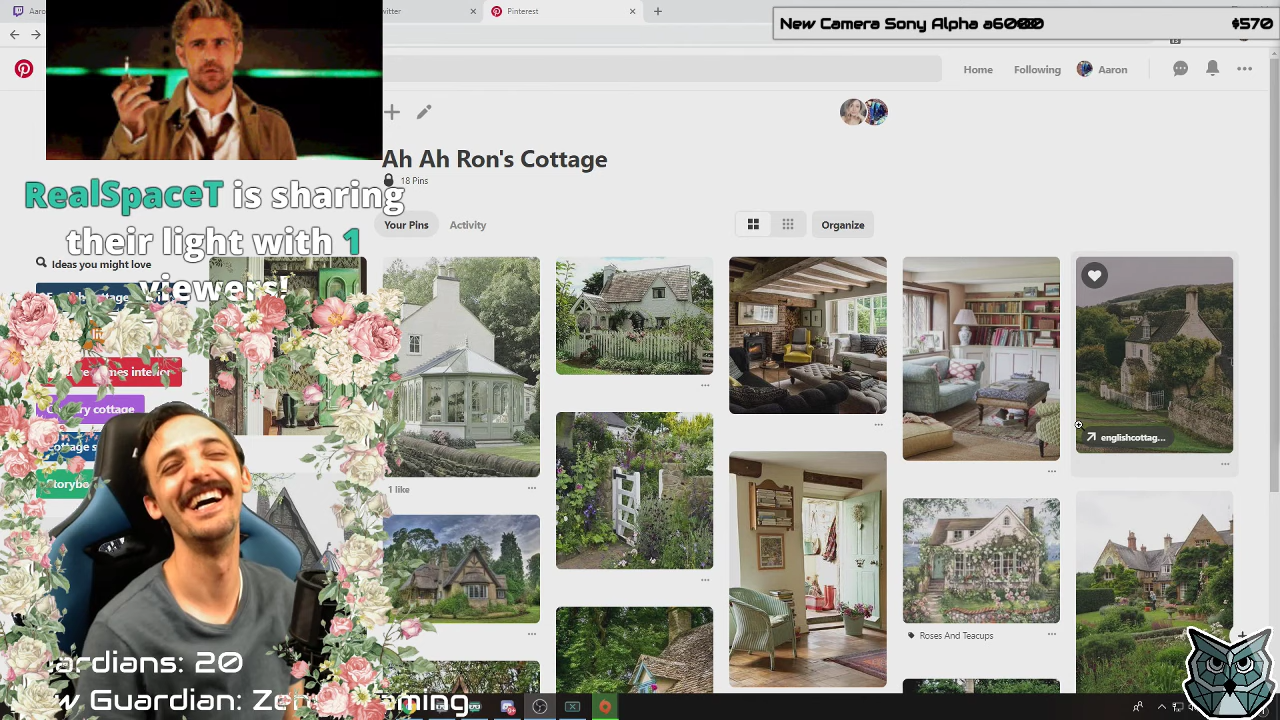 Aaro
witter
Pinterest
New Camera Sony Alpha a6000 $570
Home Following Aaron
Ah Ah Ron's Cottage
18 Pins
Your Pins Activity
Organize
RealSpaceT is sharing
their light with 1
viewers!
Ideas you might love
englishcottag...
1 like
Roses And Teacups
ardians: 20
Guardian: